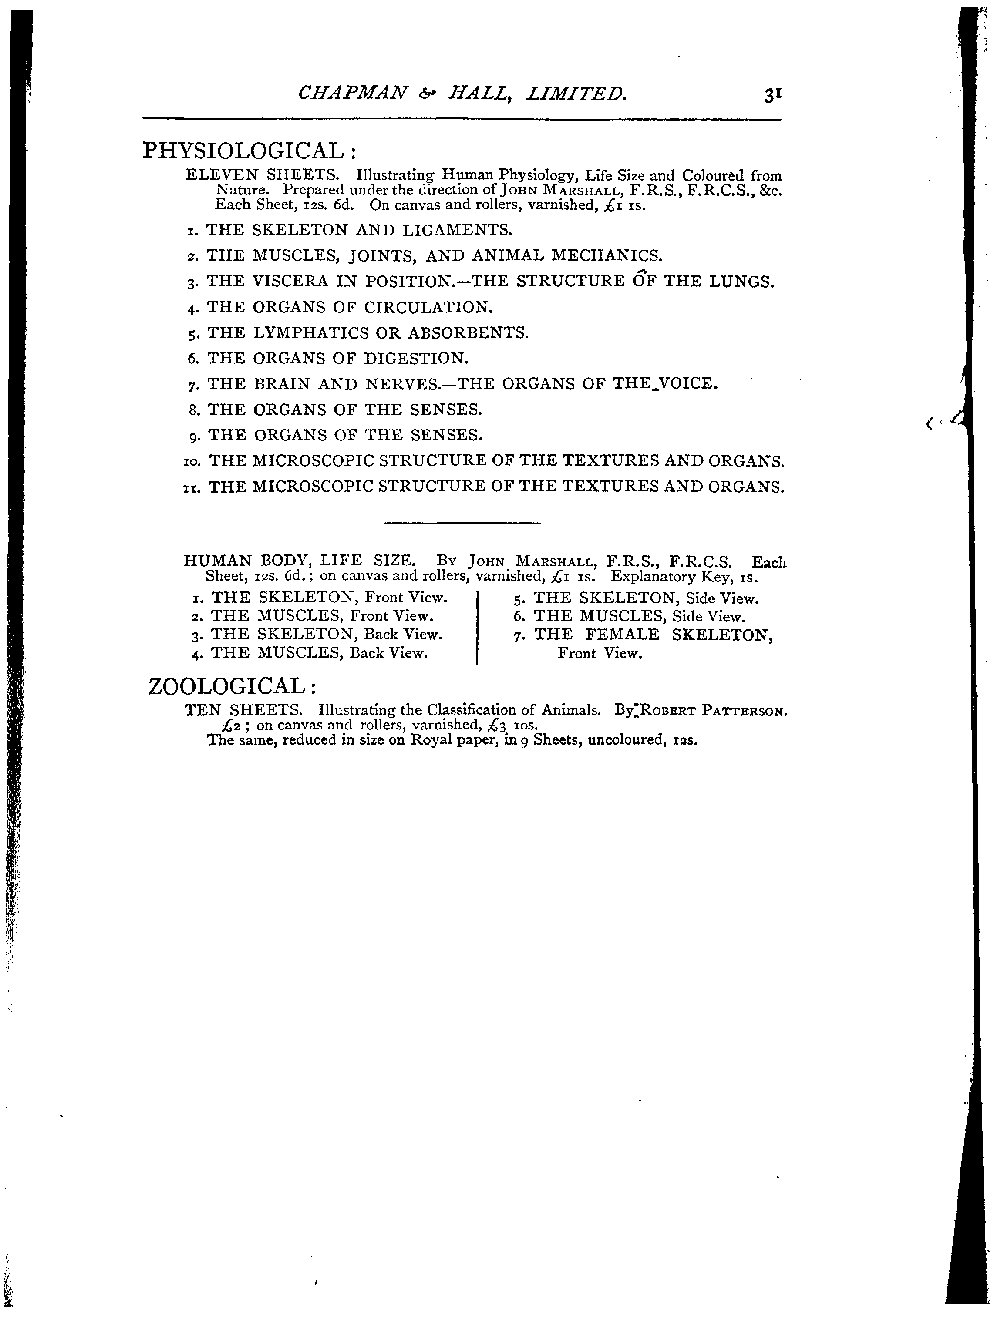 CHAPMAN & HALL, LIMITED. 31
PHYSIOLOGICAL:
ELEVEN SHEETS. Illustrating Human Physiology, Life Size and Coloured from
Nature. Prepared under the direction of JOHN MARSHALL, F.R.S., F.R.C.S., &c.
Each Sheet, 12s. 6d. On canvas and rollers, varnished, £1 1s.
1. THE SKELETON AND LIGAMENTS.
2. THE MUSCLES, JOINTS, AND ANIMAL MECHANICS.
3. THE VISCERA IN POSITION.—THE STRUCTURE OF THE LUNGS.
4. THE ORGANS OF CIRCULATION.
5. THE LYMPHATICS OR ABSORBENTS.
6. THE ORGANS OF DIGESTION.
7. THE BRAIN AND NERVES.—THE ORGANS OF THE VOICE.
8. THE ORGANS OF THE SENSES.
9. THE ORGANS OF THE SENSES.
10. THE MICROSCOPIC STRUCTURE OF THE TEXTURES AND ORGANS.
11. THE MICROSCOPIC STRUCTURE OF THE TEXTURES AND ORGANS.
HUMAN BODY, LIFE SIZE. BY JOHN MARSHALL, F.R.S., F.R.C.S. Each
Sheet, 12s. 6d.; on canvas and rollers, varnished, £1 1s. Explanatory Key, 1s.
1. THE SKELETON, Front View.
2. THE MUSCLES, Front View.
3. THE SKELETON, Back View.
4. THE MUSCLES, Back View.
5. THE SKELETON, Side View.
6. THE MUSCLES, Side View.
7. THE FEMALE SKELETON,
Front View.
ZOOLOGICAL:
TEN SHEETS. Illustrating the Classification of Animals. By ROBERT PATTERSON.
£2; on canvas and rollers, varnished, £3 10s.
The same, reduced in size on Royal paper, in 9 Sheets, uncoloured, 12s.